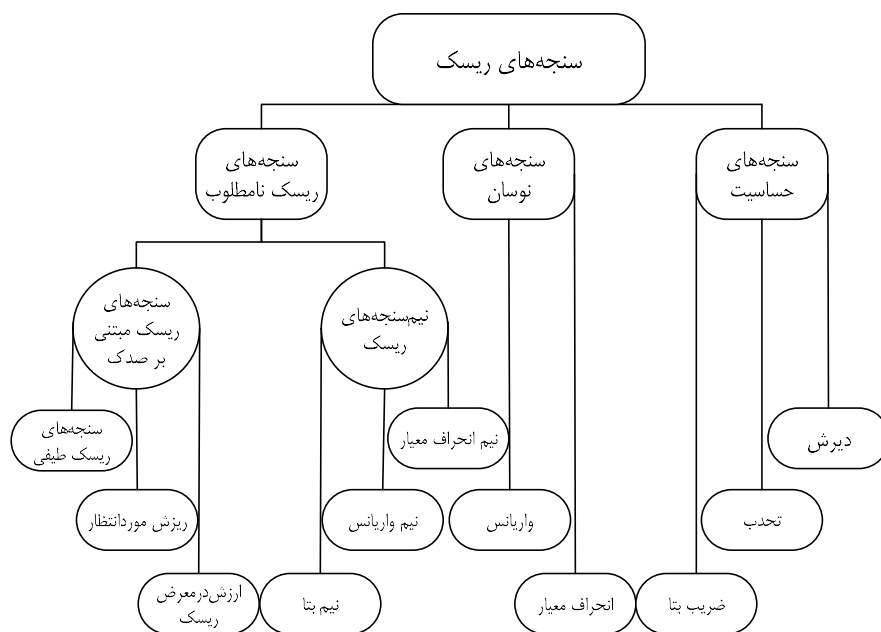 سنجه‌های ریسک
سنجه‌های
حساسیت
سنجه‌های
نوسان
سنجه‌های
ریسک نامطلوب
نیم‌سنجه‌های
ریسک
سنجه‌های
ریسک مبتنی
بر صدک
دیرش
تحدب
ضریب بتا
واریانس
انحراف معیار
نیم انحراف معیار
نیم واریانس
نیم بتا
سنجه‌های
ریسک طیفی
ریزش موردانتظار
ارزش‌درمعرض
ریسک